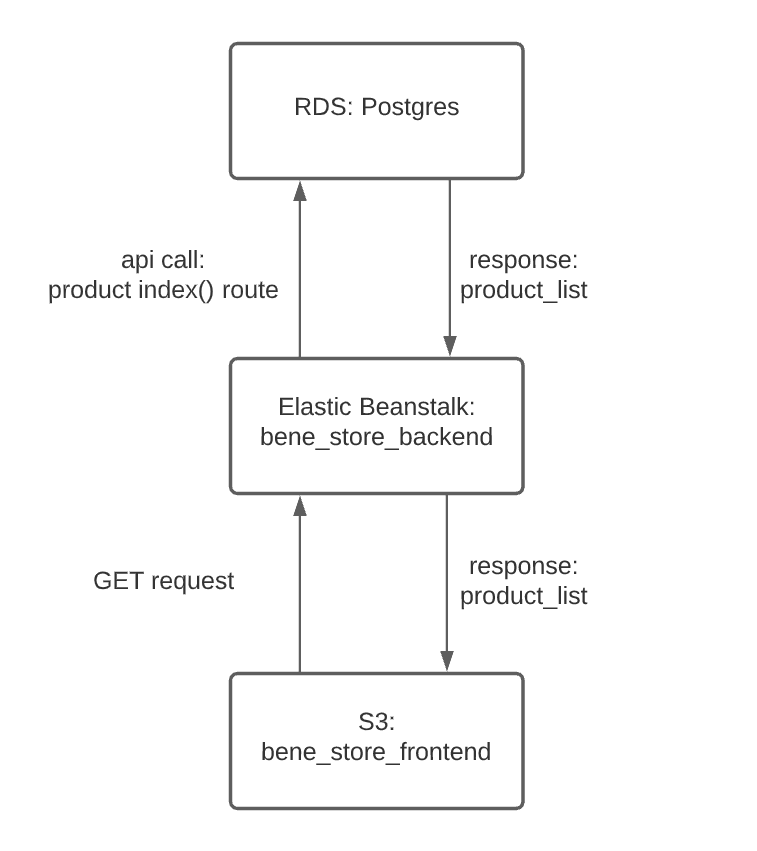 RDS: Postgres
api call:
product index() route
response:
product_list
Elastic Beanstalk:
bene_store_backend
GET request
response:
product_list
S3:
bene_store_frontend